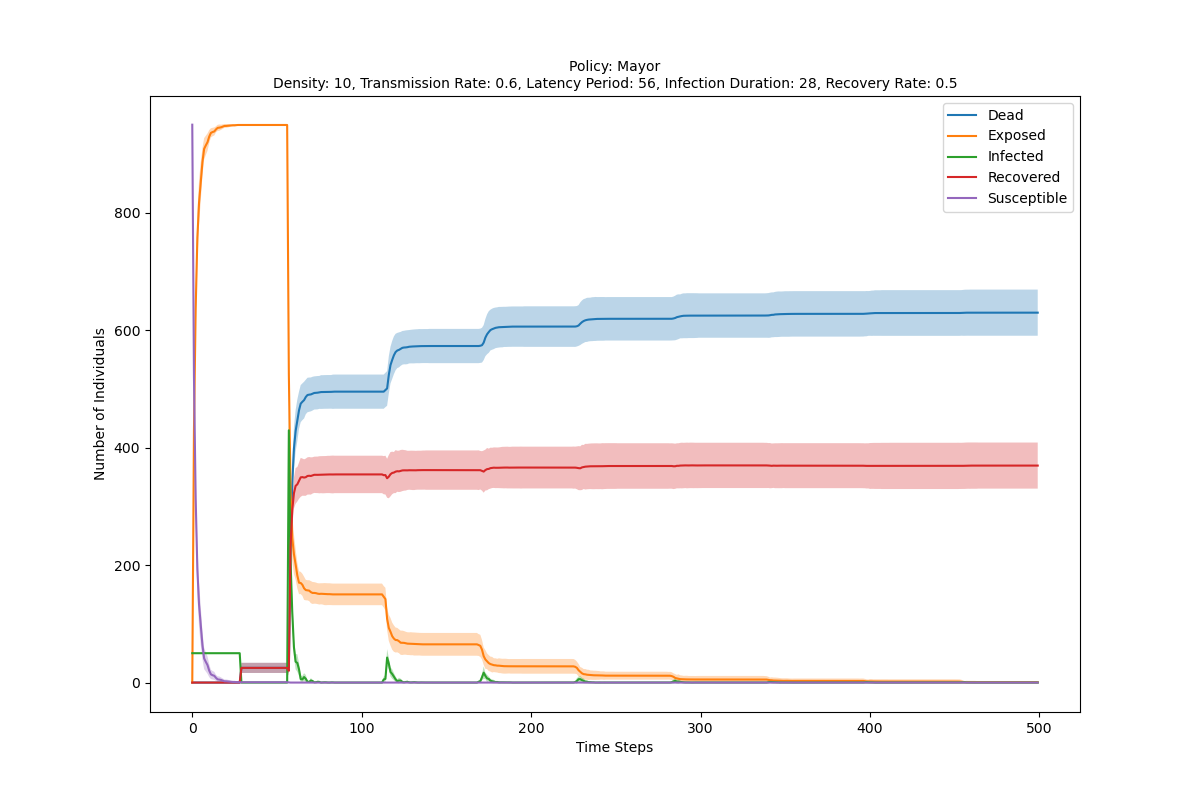 Policy: Mayor
Density: 10, Transmission Rate: 0.6, Latency Period: 56, Infection Duration: 28, Recovery Rate: 0.5
Dead
Exposed
Infected
Recovered
Susceptible
800
600
400
200
0
Number of Individuals
0 100 200 300 400 500
Time Steps